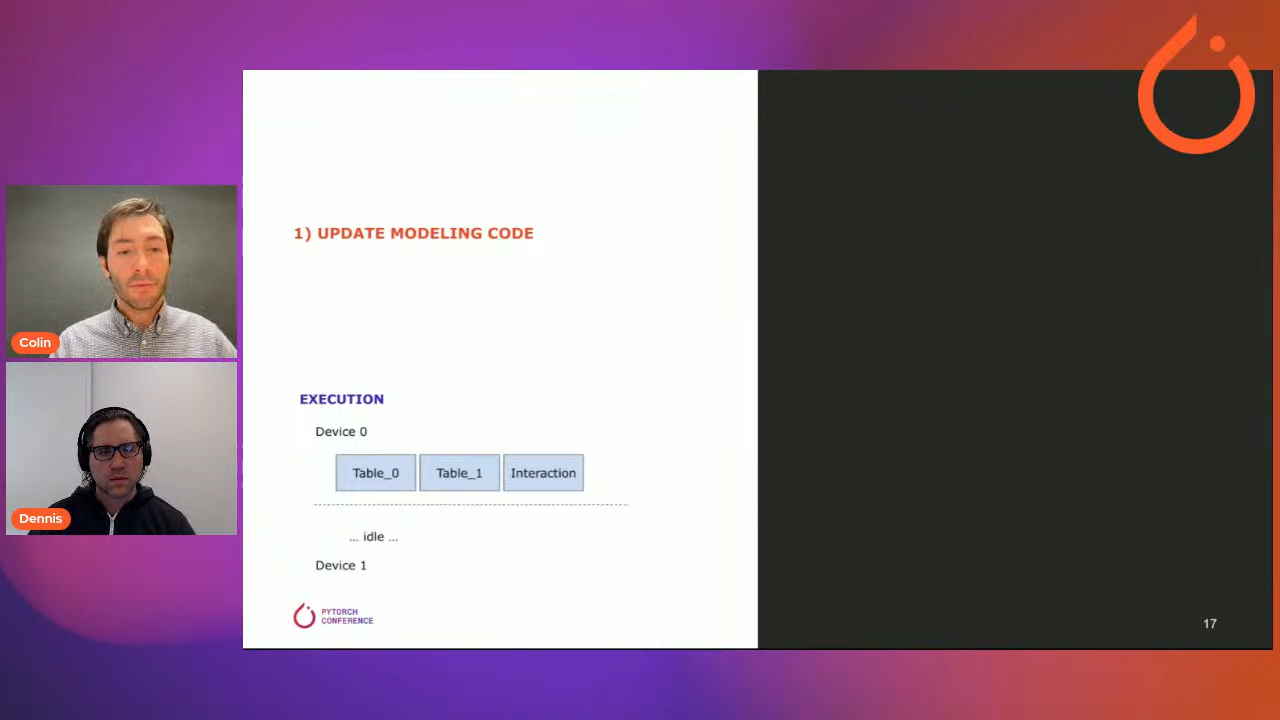 Colin
Dennis
1) UPDATE MODELING CODE
EXECUTION
Device 0
Table_0 Table_1 Interaction
... idle ...
Device 1
PYTORCH
CONFERENCE
17